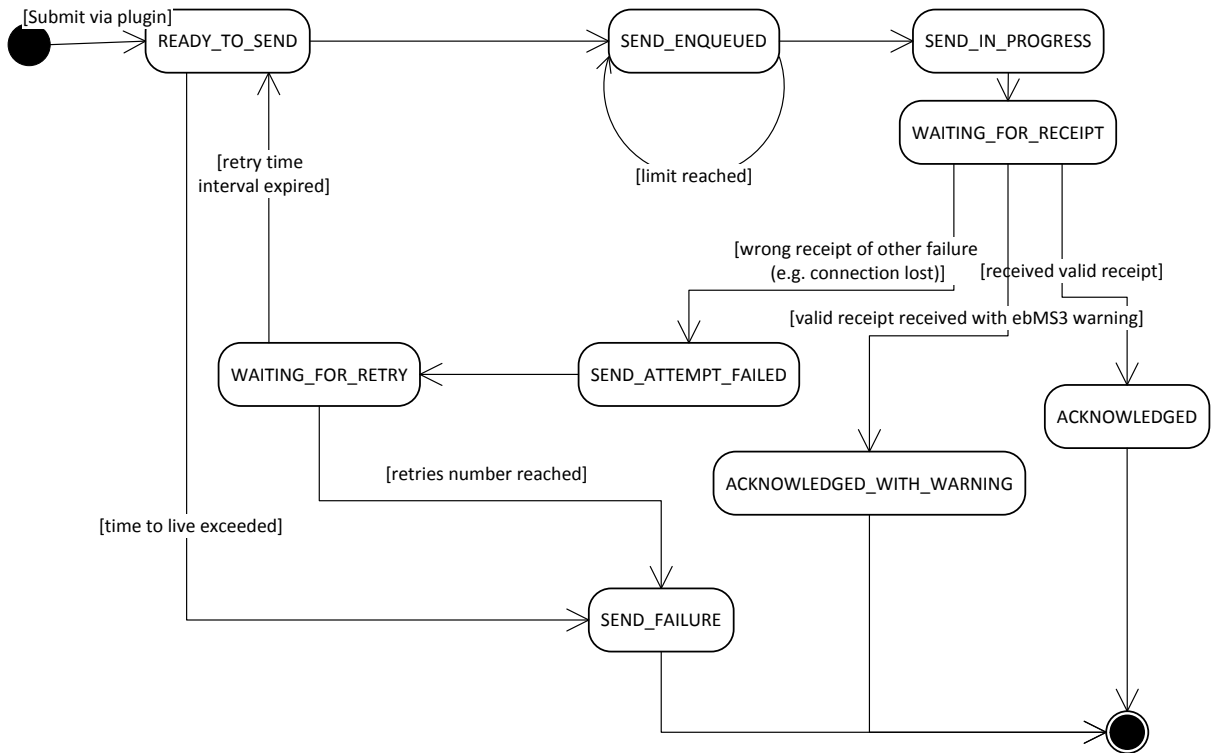 [Submit via plugin]
READY_TO_SEND
SEND_ENQUEUED
SEND_IN_PROGRESS
WAITING_FOR_RECEIPT
[retry time
interval expired]
[limit reached]
[wrong receipt of other failure
(e.g. connection lost)]
[received valid receipt]
[valid receipt received with ebMS3 warning]
WAITING_FOR_RETRY
SEND_ATTEMPT_FAILED
ACKNOWLEDGED
[retries number reached]
ACKNOWLEDGED_WITH_WARNING
[time to live exceeded]
SEND_FAILURE